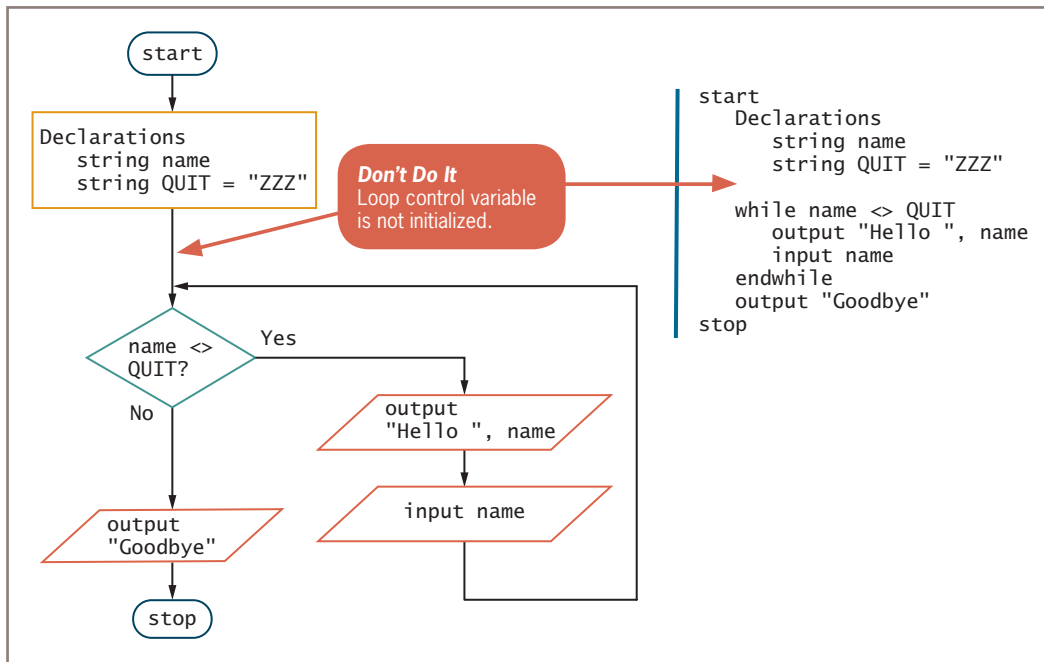 start
Declarations
string name
string QUIT = "ZZZ"
Don't Do It
Loop control variable
is not initialized.
name <>
QUIT?
Yes
No
output
"Hello ", name
input name
output
"Goodbye"
stop
start
Declarations
string name
string QUIT = "ZZZ"
while name <> QUIT
output "Hello ", name
input name
endwhile
output "Goodbye"
stop